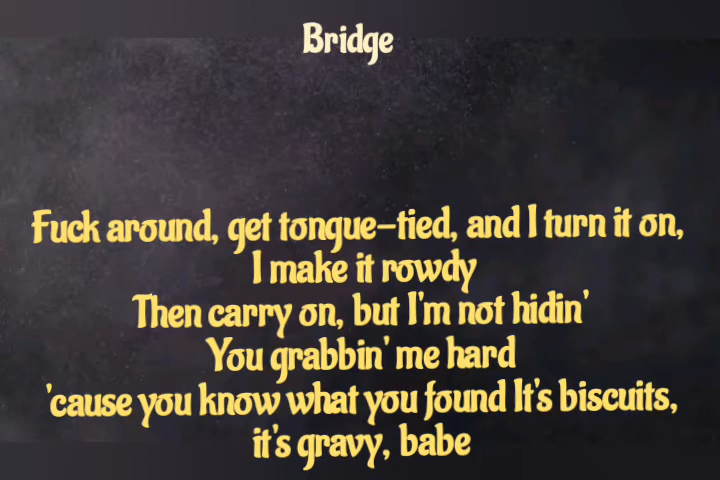 Bridge
Fuck around, get tongue-tied, and I turn it on,
I make it rowdy
Then carry on, but I'm not hidin'
You grabbin' me hard
'cause you know what you found It's biscuits,
it's gravy, babe